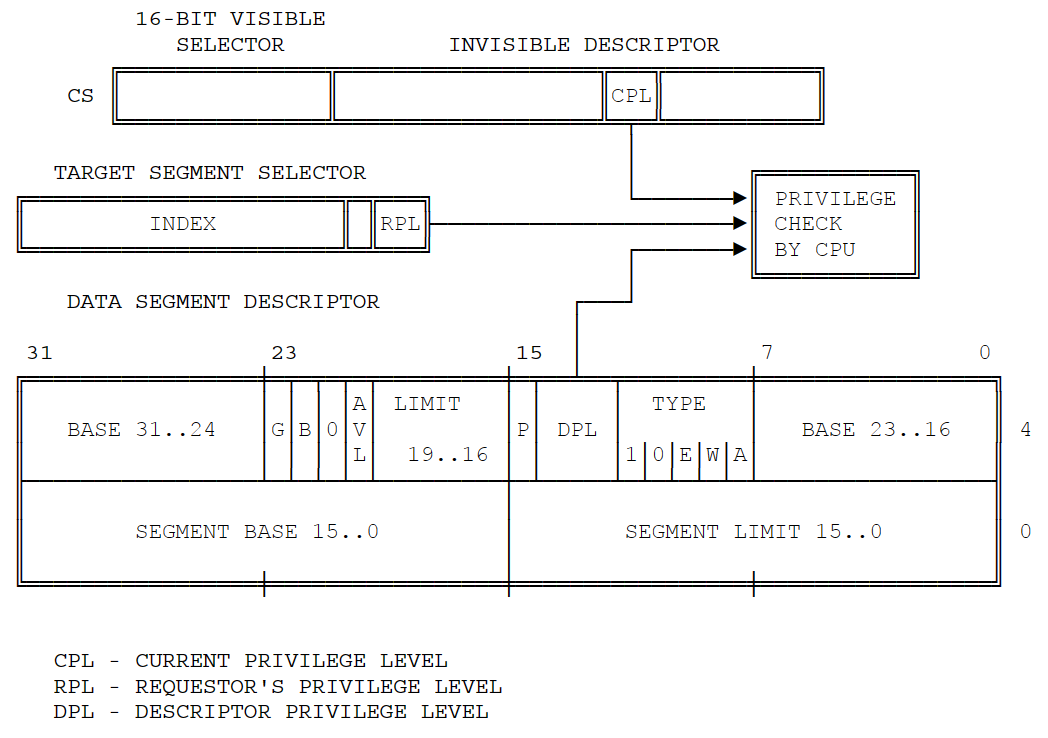 16-BIT VISIBLE
SELECTOR INVISIBLE DESCRIPTOR
CS CPL
TARGET SEGMENT SELECTOR
PRIVILEGE
INDEX RPL CHECK
BY CPU
DATA SEGMENT DESCRIPTOR
31 23 15 7 0
A LIMIT TYPE
BASE 31..24 G B 0 V P DPL BASE 23..16 4
L 19..16 1 0 E W A
SEGMENT BASE 15..0 SEGMENT LIMIT 15..0 0
CPL - CURRENT PRIVILEGE LEVEL
RPL - REQUESTOR'S PRIVILEGE LEVEL
DPL - DESCRIPTOR PRIVILEGE LEVEL